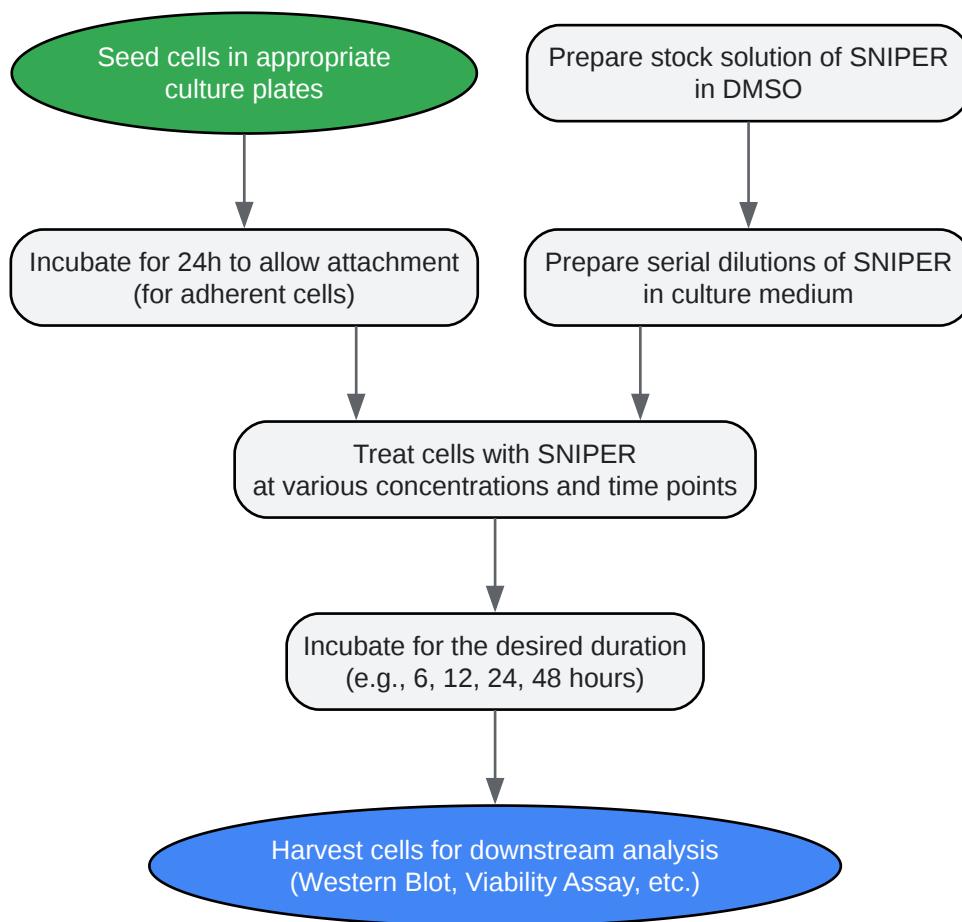 Seed cells in appropriate
culture plates
Prepare stock solution of SNIPER
in DMSO
Incubate for 24h to allow attachment
(for adherent cells)
Prepare serial dilutions of SNIPER
in culture medium
Treat cells with SNIPER
at various concentrations and time points
Incubate for the desired duration
(e.g., 6, 12, 24, 48 hours)
Harvest cells for downstream analysis
(Western Blot, Viability Assay, etc.)